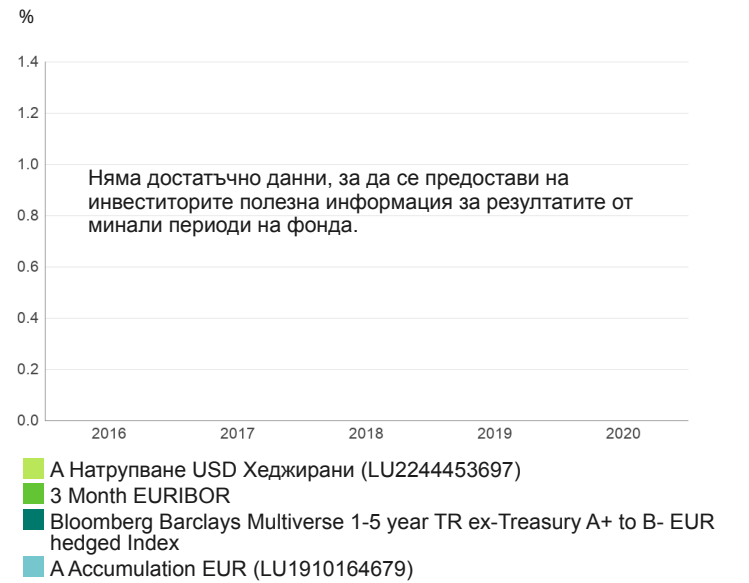 %
1.4
1.2
1.0
Няма достатъчно данни, за да се предостави на
инвеститорите полезна информация за резултатите от
минали периоди на фонда.
0.8
0.6
0.4
0.2
0.0
2016 2017 2018 2019 2020
А Натрупване USD Хеджирани (LU2244453697)
3 Month EURIBOR
Bloomberg Barclays Multiverse 1-5 year TR ex-Treasury A+ to B- EUR
hedged Index
A Accumulation EUR (LU1910164679)